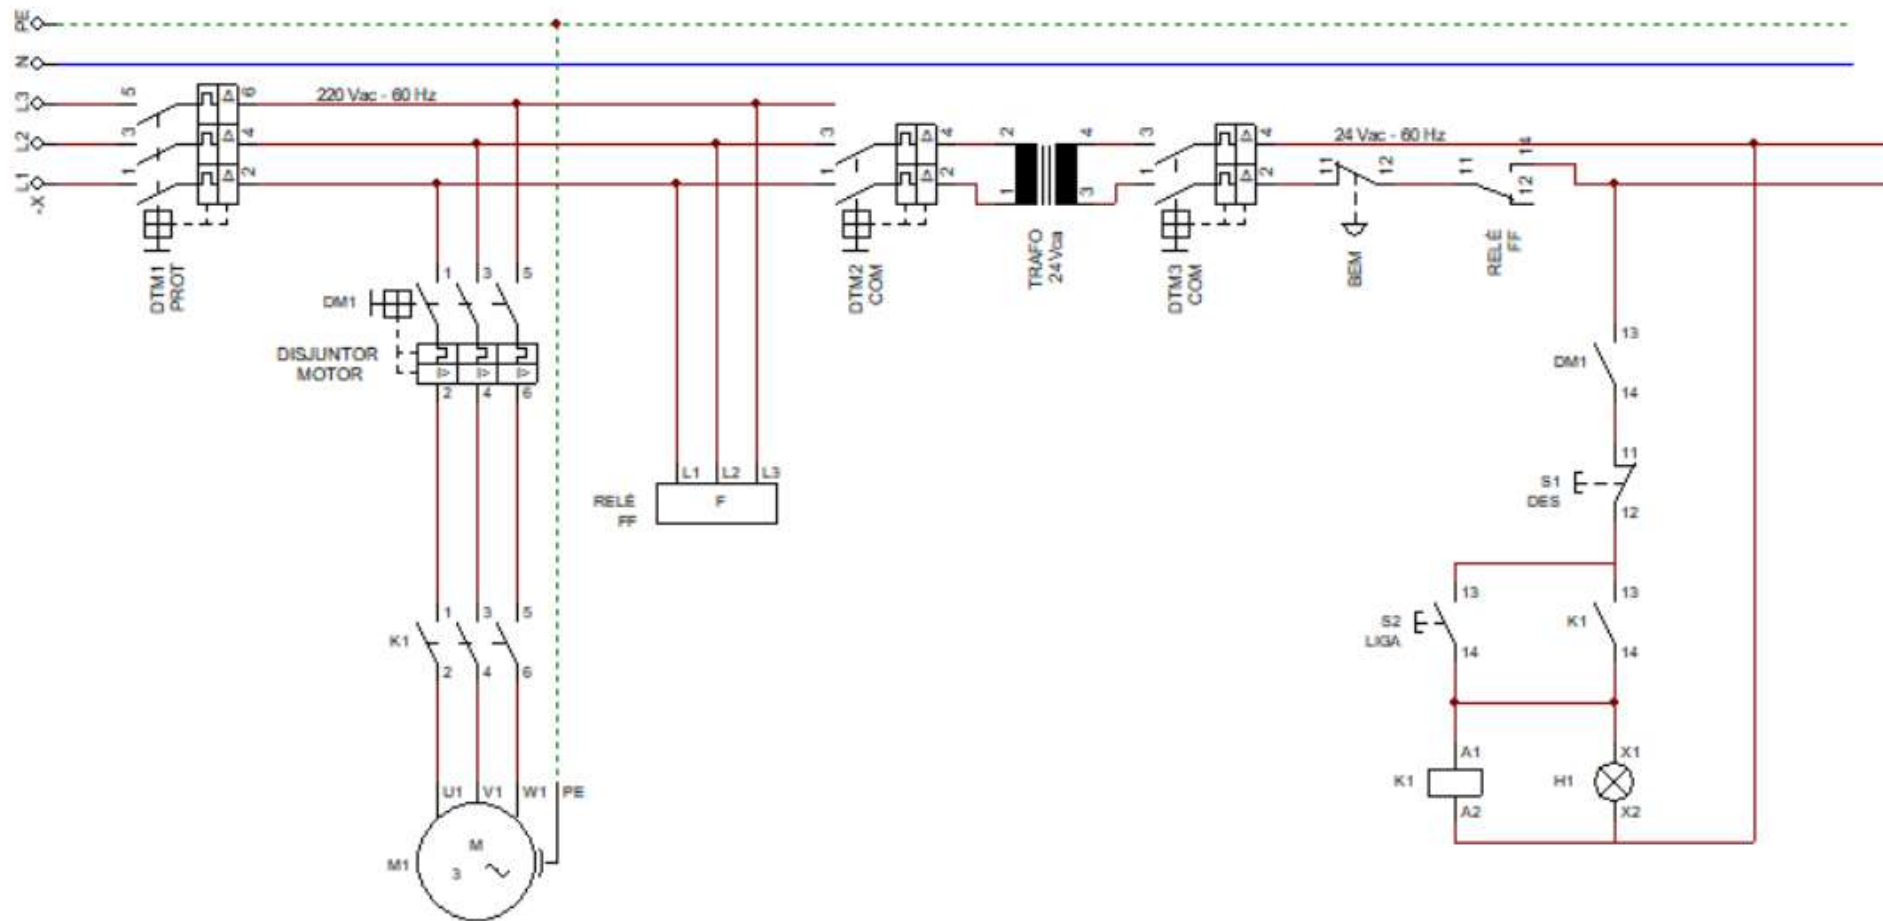 PE
N
L3
L2
L1
-X
5
3
1
6
4
2
220 Vac - 60 Hz
DTM1
PROT
1
3
5
DM1
DISJUNTOR
MOTOR
2
4
6
RELÉ
FF
L1
L2
L3
F
K1
1
3
5
2
4
6
U1
V1
W1
PE
M1
M
3
3
1
4
2
DTM2
COM
2
1
4
3
TRAFO
24Vca
3
1
4
2
DTM3
COM
24 Vac - 60 Hz
11
12
BEM
11
14
12
RELÉ
FF
13
DM1
14
11
S1
DES
12
13
S2
LIGA
14
13
K1
14
A1
K1
A2
X1
H1
X2